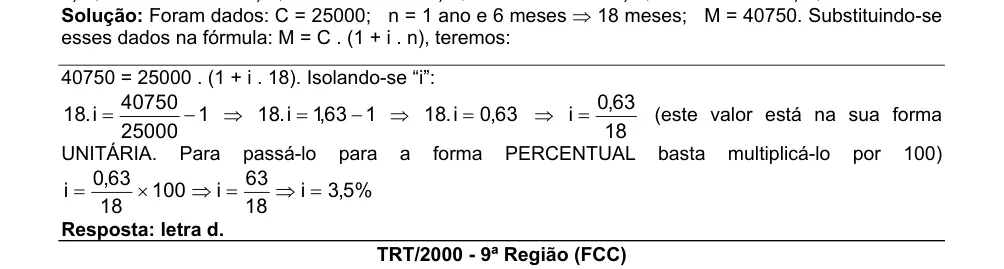 Solução: Foram dados: C = 25000; n = 1 ano e 6 meses ⇒ 18 meses; M = 40750. Substituindo-se
esses dados na fórmula: M = C . (1 + i . n), teremos:
40750 = 25000 . (1 + i . 18). Isolando-se “i”:
18.i = 40750/25000 − 1 ⇒ 18.i = 1,63 − 1 ⇒ 18.i = 0,63 ⇒ i = 0,63/18 (este valor está na sua forma
UNITÁRIA. Para passá-lo para a forma PERCENTUAL basta multiplicá-lo por 100)
i = 0,63/18 × 100 ⇒ i = 63/18 ⇒ i = 3,5%
Resposta: letra d.
TRT/2000 - 9ª Região (FCC)